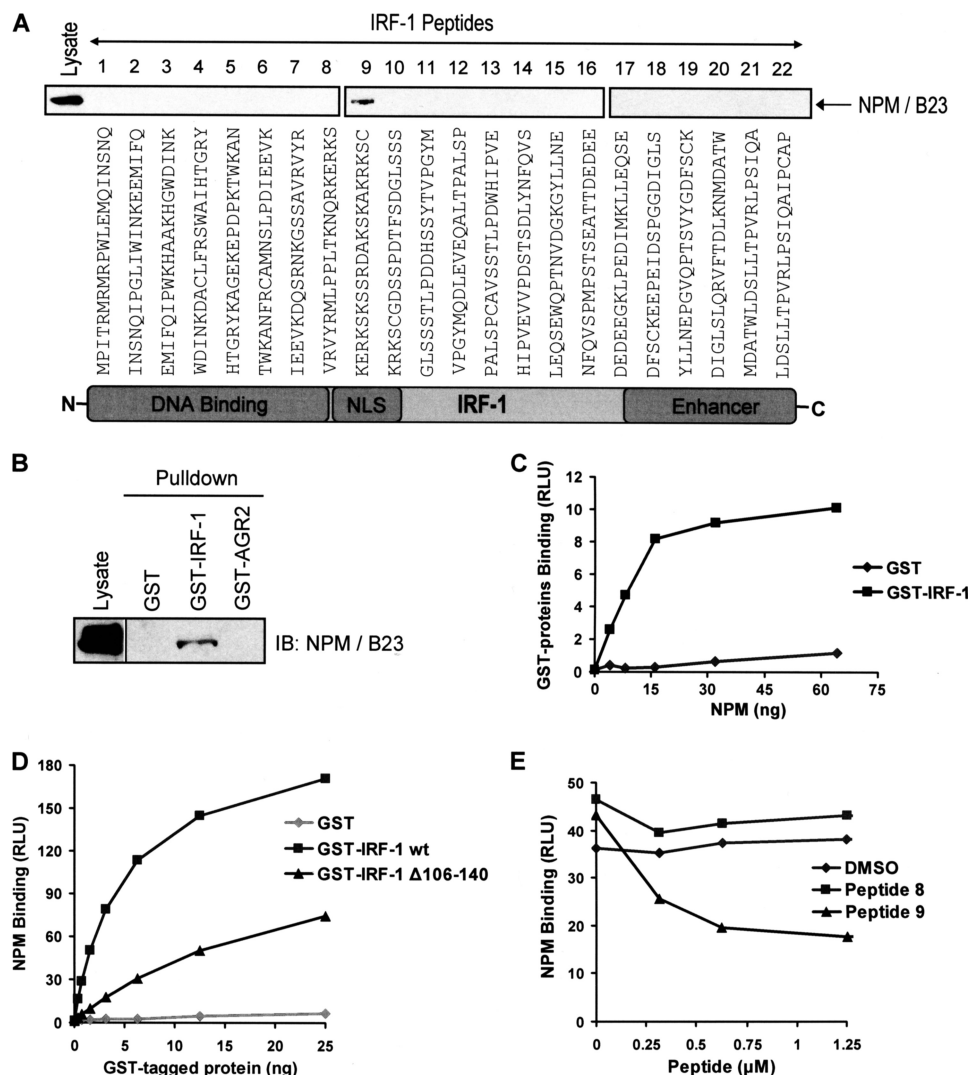 A
IRF-1 Peptides
Lysate
1 2 3 4 5 6 7 8 9 10 11 12 13 14 15 16 17 18 19 20 21 22
NPM / B23
MPITRMRMRPWLEMQINSNQ
INSNQIPGLIWINKEEMIFQ
EMIFQIPWKHAAKHGWDINK
WDINKDACLFRSWAIHTGRY
HTGRYKAGEKEPDPKTWKAN
TWKANFRCAMNSLPDIEEVK
IEEVKDQSRNKGSSAVRVYR
VRVYRMLPPLTKNQRKERKS
KERKSKSSRDAKSKAKRKSC
KRKSCGDSSPDTFSDGLSSS
GLSSSTLPDDHSSYTVPGYM
VPGYMQDLEVEQALTPALSP
PALSPCAVSSTLPDWHIPVE
HIPVEVVPDSTSDLYNFQVS
LEQSEWQPTNVDGKGYLLNE
NFQVSPMPSTSEATTDEDEE
DEDEEGKLPEDIMKLLEQSE
DFSCKEEPEIDSPGGDIGLS
YLLNEPGVQPTSVYGDFSCK
DIGLSLQRVFTDLKNMDATW
MDATWLDSLLTPVRLPSIQA
LDSLLTPVRLPSIQAIPCAP
N
DNA Binding
NLS
IRF-1
Enhancer
C
B
Pulldown
Lysate
GST
GST-IRF-1
GST-AGR2
IB: NPM / B23
C
GST-proteins Binding (RLU)
12
10
8
6
4
2
0
0 15 30 45 60 75
NPM (ng)
GST
GST-IRF-1
D
NPM Binding (RLU)
180
150
120
90
60
30
0
0 5 10 15 20 25
GST-tagged protein (ng)
GST
GST-IRF-1 wt
GST-IRF-1 Δ106-140
E
NPM Binding (RLU)
50
40
30
20
10
0
0 0.25 0.5 0.75 1 1.25
Peptide (µM)
DMSO
Peptide 8
Peptide 9